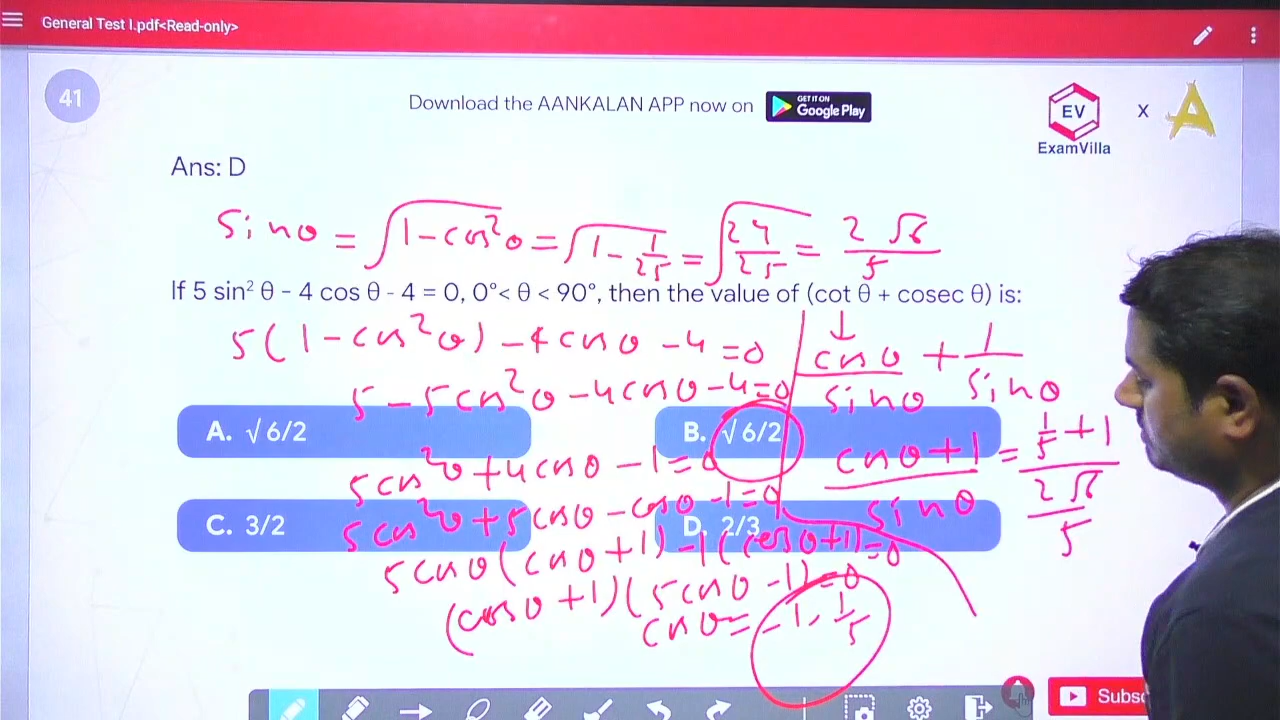 General Test I.pdf<Read-only>
41
Download the AANKALAN APP now on
GET IT ON
Google Play
EV
X
A
ExamVilla
Ans: D
sinθ = √1-cos²θ = √1-1/25 = √24/25 = 2√6/5
If 5 sin² θ - 4 cos θ - 4 = 0, 0°< θ < 90°, then the value of (cot θ + cosec θ) is:
5(1-cos²θ) -4cosθ -4 =0
cosθ/sinθ + 1/sinθ
5-5cos²θ-4cosθ-4=0
A. √6/2
B. √6/2
cosθ+1/sinθ = 1/5+1/2√6/5
5cos²θ+4cosθ-1=0
5cos²θ+5cosθ-cosθ-1=0
C. 3/2
D. 2/3
5cosθ(cosθ+1)-1(cosθ+1)=0
(cosθ+1)(5cosθ-1)=0
cosθ=-1, 1/5
Subsc